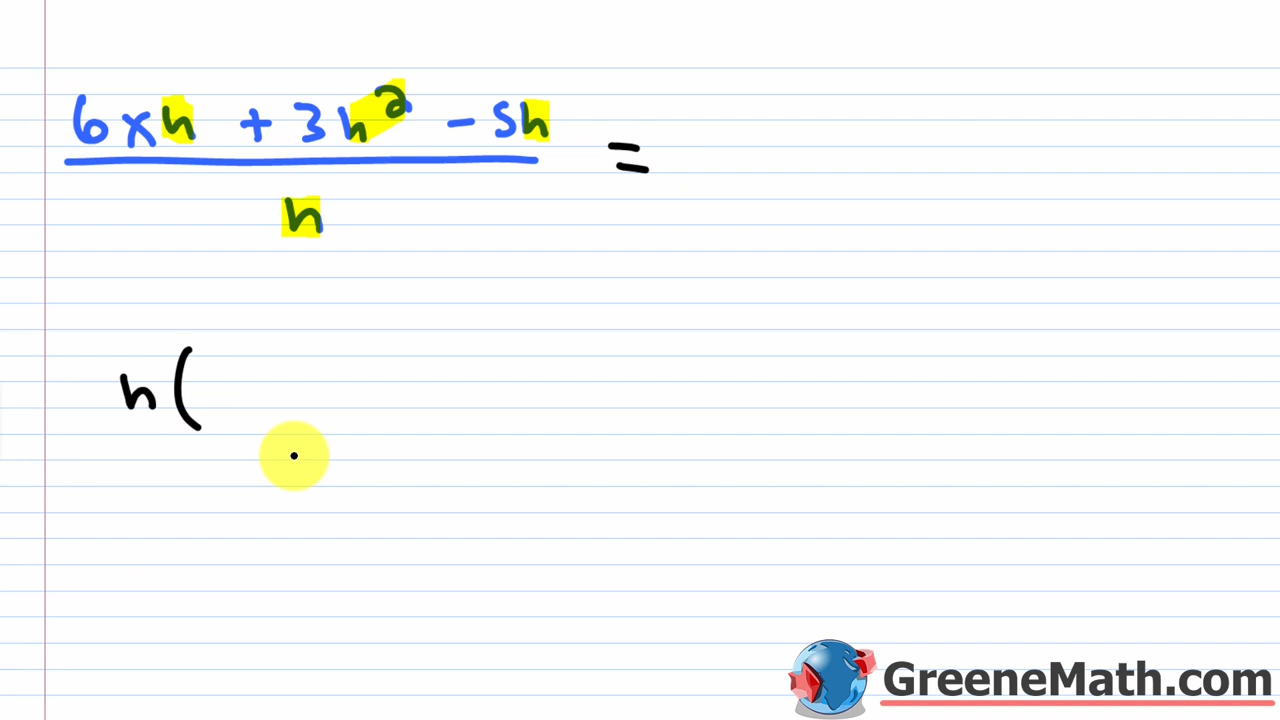 6xh + 3h² - 5h =
h
h(
GreeneMath.com